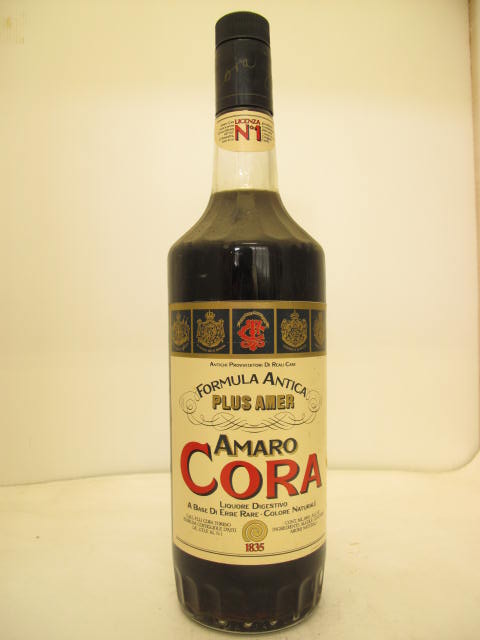 ora
LICENZA
N°1
ANTICHI PROVVEDITORI DI REALI CASE
FORMULA ANTICA
PLUS AMER
AMARO
CORA
LIQUORE DIGESTIVO
A BASE DI ERBE RARE - COLORE NATURALE
1835